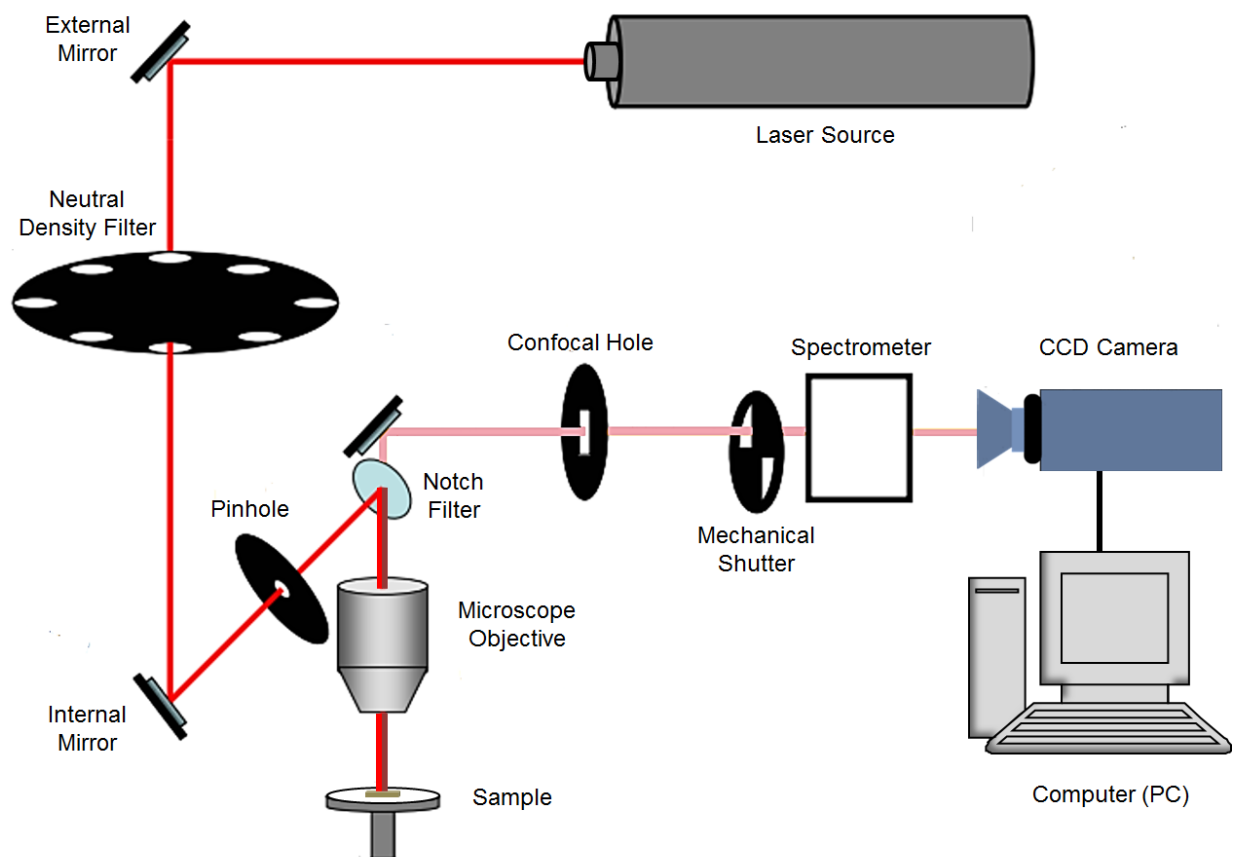 External
Mirror
Laser Source
Neutral
Density Filter
Confocal Hole
Spectrometer
CCD Camera
Notch
Filter
Pinhole
Mechanical
Shutter
Microscope
Objective
Internal
Mirror
Sample
Computer (PC)